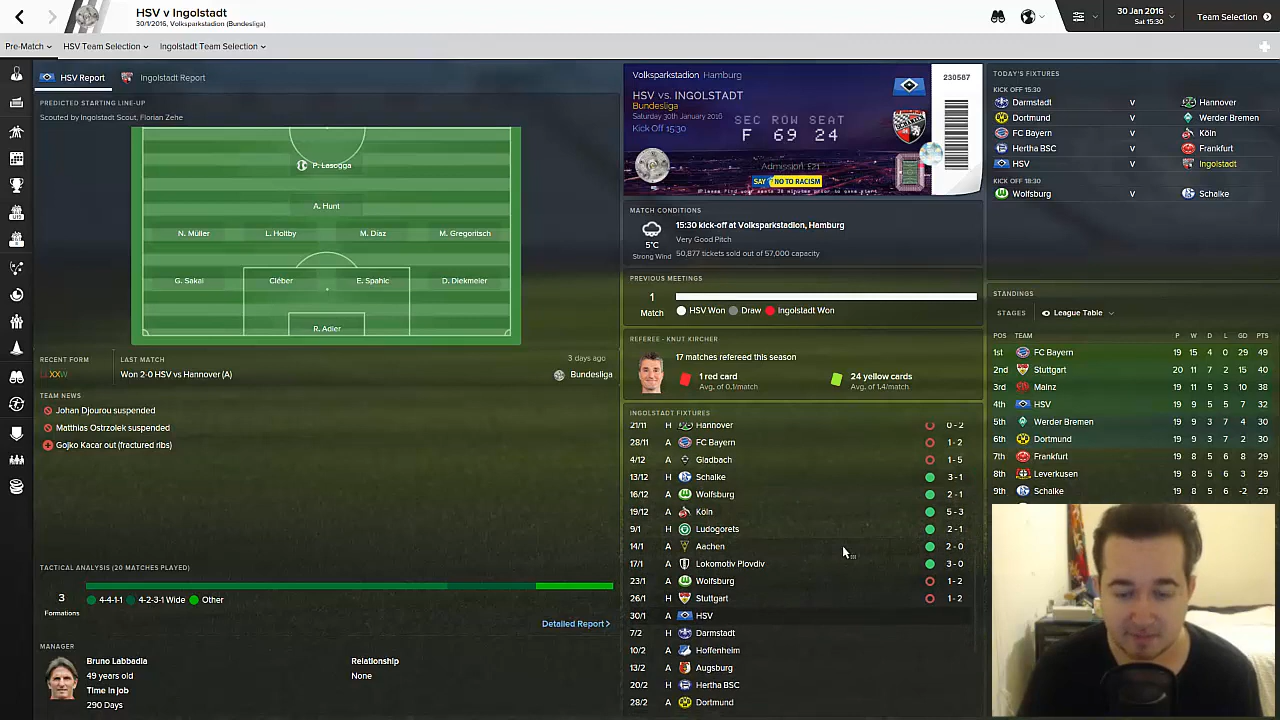 HSV v Ingolstadt
30/1/2016, Volksparkstadion (Bundesliga)
30 Jan 2016
Sat 15:30
Team Selection
Pre-Match
HSV Team Selection
Ingolstadt Team Selection
HSV Report
Ingolstadt Report
PREDICTED STARTING LINE-UP
Scouted by Ingolstadt Scout, Florian Zehe
P. Lasogga
A. Hunt
N. Müller L. Holtby M. Díaz M. Gregoritsch
G. Sakai Cléber E. Spahic D. Diekmeier
R. Adler
RECENT FORM
LLXXW
LAST MATCH
3 days ago
Won 2-0 HSV vs Hannover (A)
Bundesliga
TEAM NEWS
Johan Djourou suspended
Matthias Ostrzolek suspended
Gojko Kacar out (fractured ribs)
TACTICAL ANALYSIS (20 MATCHES PLAYED)
3
Formations
4-4-1-1 4-2-3-1 Wide Other
Detailed Report
MANAGER
Bruno Labbadia
49 years old
Time in job
290 Days
Relationship
None
Volksparkstadion Hamburg
HSV vs. INGOLSTADT
Bundesliga
Saturday 30th January 2016
Kick Off 15:30
SEC ROW SEAT
F 69 24
Admission £21
SAY NO TO RACISM
230587
MATCH CONDITIONS
15:30 kick-off at Volksparkstadion, Hamburg
Very Good Pitch
50,877 tickets sold out of 57,000 capacity
5°C
Strong Wind
PREVIOUS MEETINGS
1
Match
HSV Won Draw Ingolstadt Won
REFEREE - KNUT KIRCHER
17 matches refereed this season
1 red card
Avg. of 0.1/match
24 yellow cards
Avg. of 1.4/match
INGOLSTADT FIXTURES
21/11 H Hannover 0 - 2
28/11 A FC Bayern 1 - 2
4/12 A Gladbach 1 - 5
13/12 H Schalke 3 - 1
16/12 A Wolfsburg 2 - 1
19/12 A Köln 5 - 3
9/1 H Ludogorets 2 - 1
14/1 A Aachen 2 - 0
17/1 A Lokomotiv Plovdiv 3 - 0
23/1 A Wolfsburg 1 - 2
26/1 H Stuttgart 1 - 2
30/1 A HSV
7/2 H Darmstadt
10/2 A Hoffenheim
13/2 A Augsburg
20/2 H Hertha BSC
28/2 A Dortmund
TODAY'S FIXTURES
KICK OFF 15:30
Darmstadt V Hannover
Dortmund V Werder Bremen
FC Bayern V Köln
Hertha BSC V Frankfurt
HSV V Ingolstadt
KICK OFF 18:30
Wolfsburg V Schalke
STANDINGS
STAGES League Table
POS TEAM P W D L GD PTS
1st FC Bayern 19 15 4 0 29 49
2nd Stuttgart 20 11 7 2 15 40
3rd Mainz 19 11 5 3 10 38
4th HSV 19 9 5 5 7 32
5th Werder Bremen 19 9 3 7 4 30
6th Dortmund 19 9 3 7 2 30
7th Frankfurt 19 8 5 6 8 29
8th Leverkusen 19 8 5 6 3 29
9th Schalke 19 8 5 6 -2 29